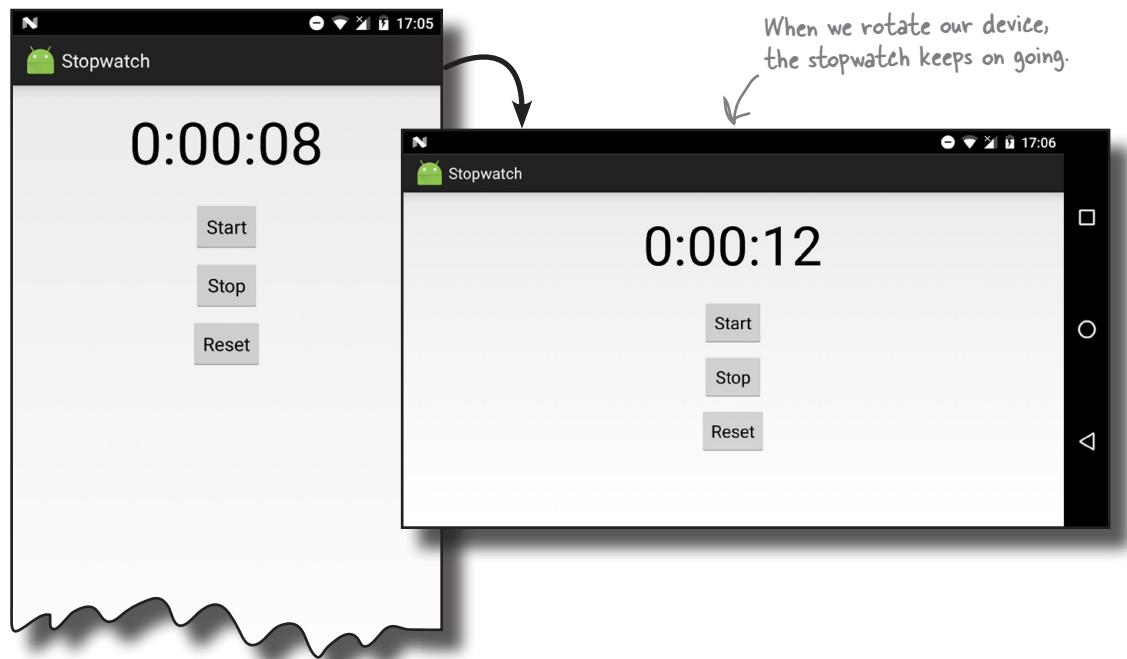 17:05
Stopwatch
0:00:08
Start
Stop
Reset
When we rotate our device,
the stopwatch keeps on going.
17:06
Stopwatch
0:00:12
Start
Stop
Reset